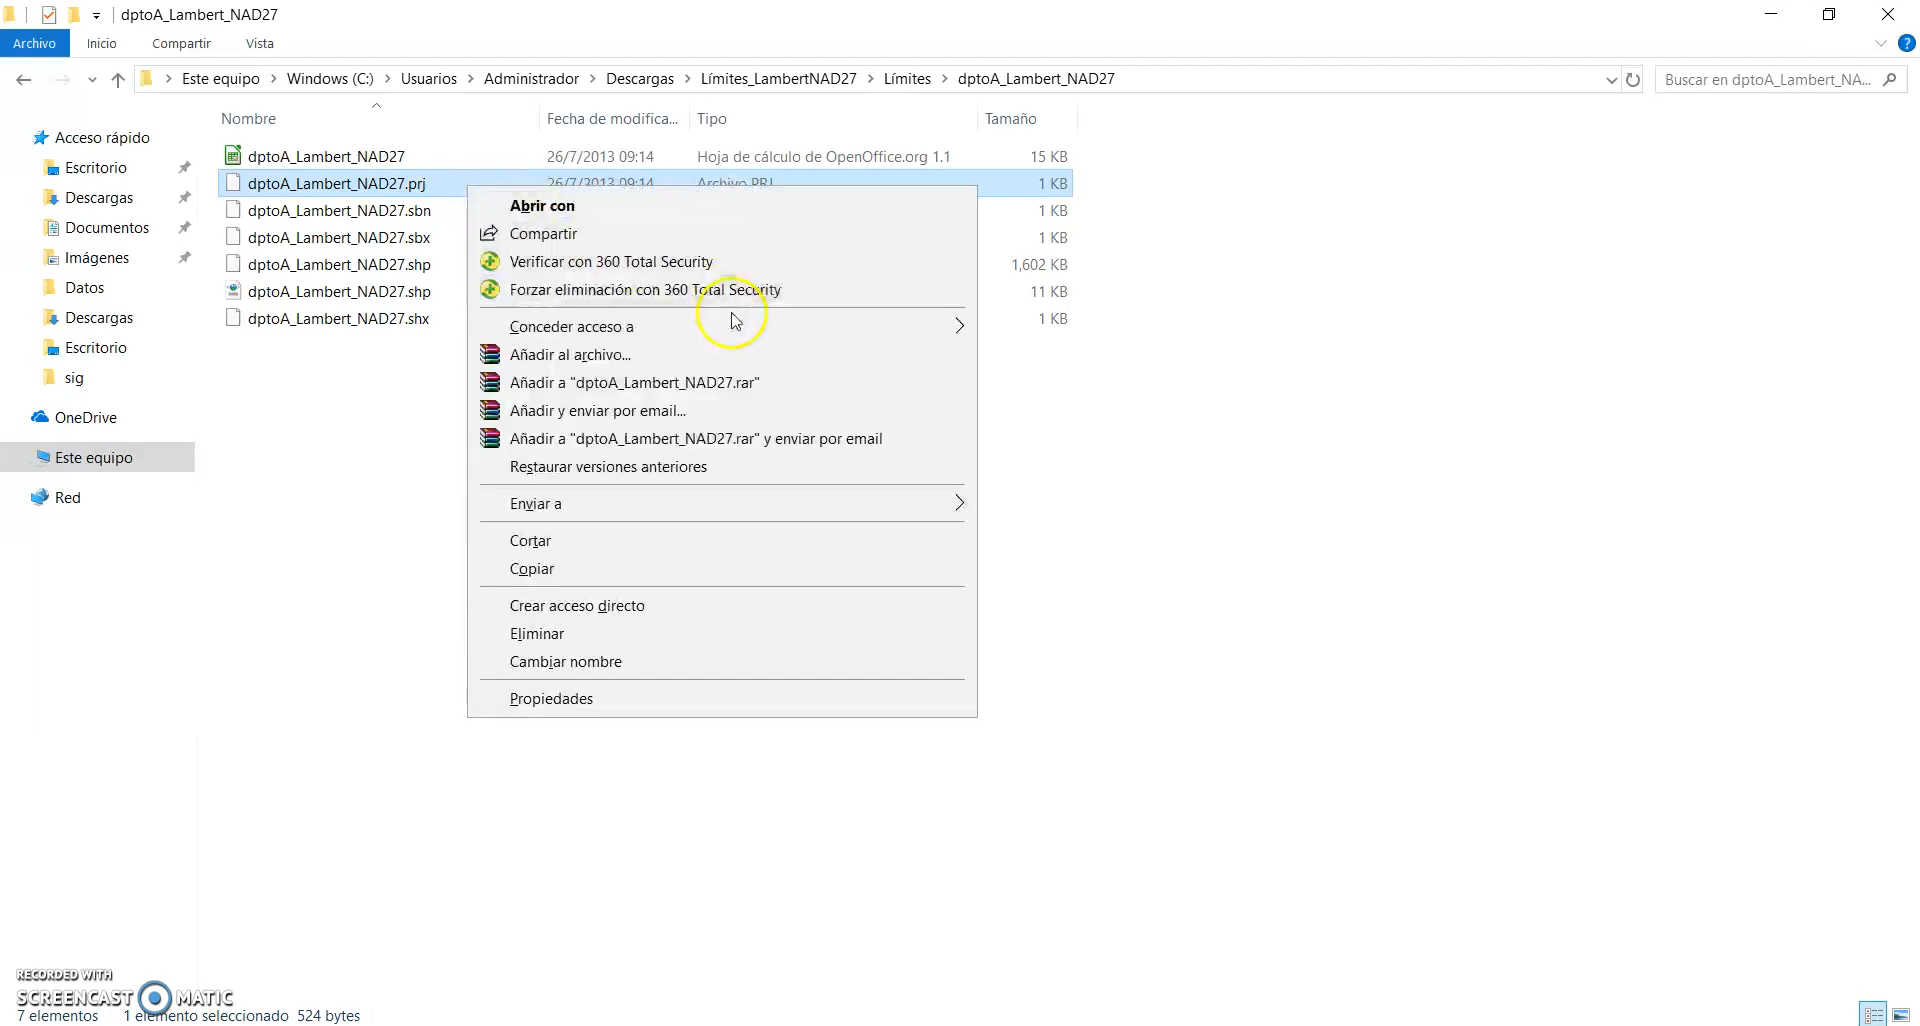 dptoA_Lambert_NAD27
Archivo Inicio Compartir Vista
Este equipo Windows (C:) Usuarios Administrador Descargas Límites_LambertNAD27 Límites dptoA_Lambert_NAD27 Buscar en dptoA_Lambert_NA...
Nombre Fecha de modifica... Tipo Tamaño
Acceso rápido
Escritorio
Descargas
Documentos
Imágenes
Datos
Descargas
Escritorio
sig
OneDrive
Este equipo
Red
dptoA_Lambert_NAD27 26/7/2013 09:14 Hoja de cálculo de OpenOffice.org 1.1 15 KB
dptoA_Lambert_NAD27.prj 26/7/2013 09:14 Archivo PRJ 1 KB
dptoA_Lambert_NAD27.sbn 1 KB
dptoA_Lambert_NAD27.sbx 1 KB
dptoA_Lambert_NAD27.shp 1,602 KB
dptoA_Lambert_NAD27.shp 11 KB
dptoA_Lambert_NAD27.shx 1 KB
Abrir con
Compartir
Verificar con 360 Total Security
Forzar eliminación con 360 Total Security
Conceder acceso a
Añadir al archivo...
Añadir a "dptoA_Lambert_NAD27.rar"
Añadir y enviar por email...
Añadir a "dptoA_Lambert_NAD27.rar" y enviar por email
Restaurar versiones anteriores
Enviar a
Cortar
Copiar
Crear acceso directo
Eliminar
Cambiar nombre
Propiedades
RECORDED WITH
SCREENCAST MATIC
7 elementos 1 elemento seleccionado 524 bytes